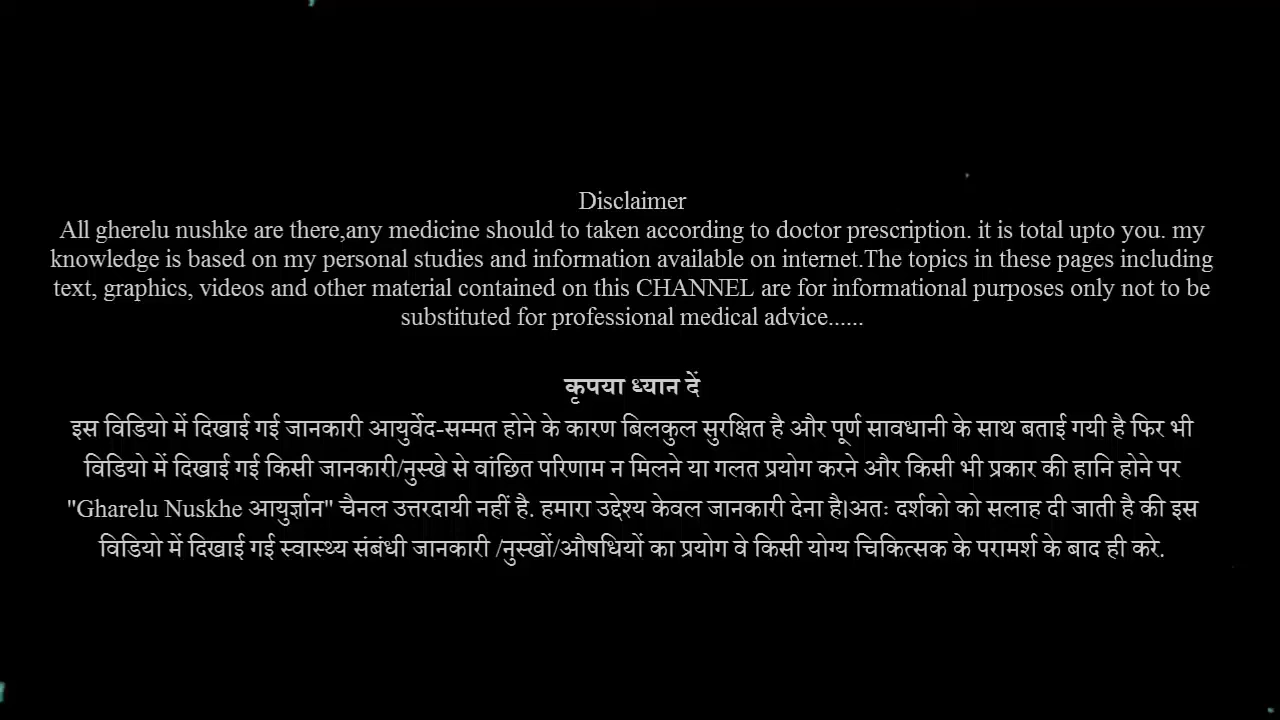 Disclaimer
All gherelu nushke are there,any medicine should to taken according to doctor prescription. it is total upto you. my
knowledge is based on my personal studies and information available on internet.The topics in these pages including
text, graphics, videos and other material contained on this CHANNEL are for informational purposes only not to be
substituted for professional medical advice......
कृपया ध्यान दें
इस विडियो में दिखाई गई जानकारी आयुर्वेद-सम्मत होने के कारण बिलकुल सुरक्षित है और पूर्ण सावधानी के साथ बताई गयी है फिर भी
विडियो में दिखाई गई किसी जानकारी/नुस्खे से वांछित परिणाम न मिलने या गलत प्रयोग करने और किसी भी प्रकार की हानि होने पर
"Gharelu Nuskhe आयुर्ज्ञान" चैनल उत्तरदायी नहीं है. हमारा उद्देश्य केवल जानकारी देना है।अतः दर्शको को सलाह दी जाती है की इस
विडियो में दिखाई गई स्वास्थ्य संबंधी जानकारी /नुस्खों/औषधियों का प्रयोग वे किसी योग्य चिकित्सक के परामर्श के बाद ही करे.